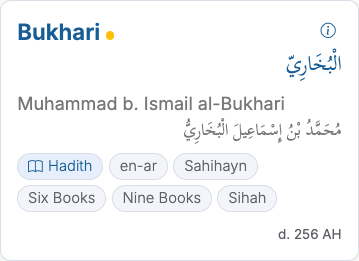 Bukhari
الْبُخَارِيّ
Muhammad b. Ismail al-Bukhari
مُحَمَّدُ بْنُ إِسْمَاعِيلَ الْبُخَارِيُّ
Hadith en-ar Sahihayn
Six Books Nine Books Sihah
d. 256 AH